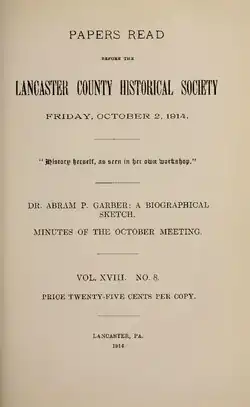 PAPERS READ
BEFORE THE
LANCASTER COUNTY HISTORICAL SOCIETY
FRIDAY, OCTOBER 2, 1914.
"History herself, as seen in her own workshop."
DR. ABRAM P. GARBER: A BIOGRAPHICAL
SKETCH.
MINUTES OF THE OCTOBER MEETING.
VOL. XVIII. NO. 8.
PRICE TWENTY-FIVE CENTS PER COPY.
LANCASTER, PA.
1914